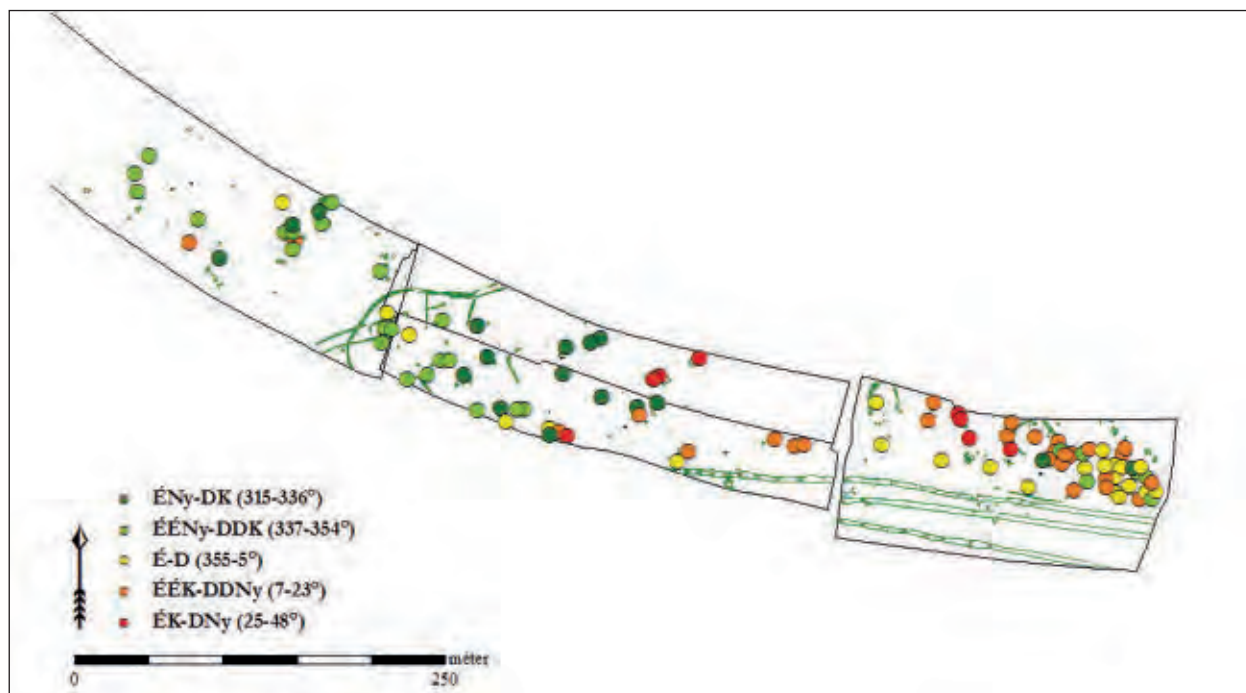 ÉNy-DK (315-336°)
ÉÉNy-DDK (337-354°)
É-D (355-5°)
ÉÉK-DDNy (7-23°)
ÉK-DNy (25-48°)
méter
0 250